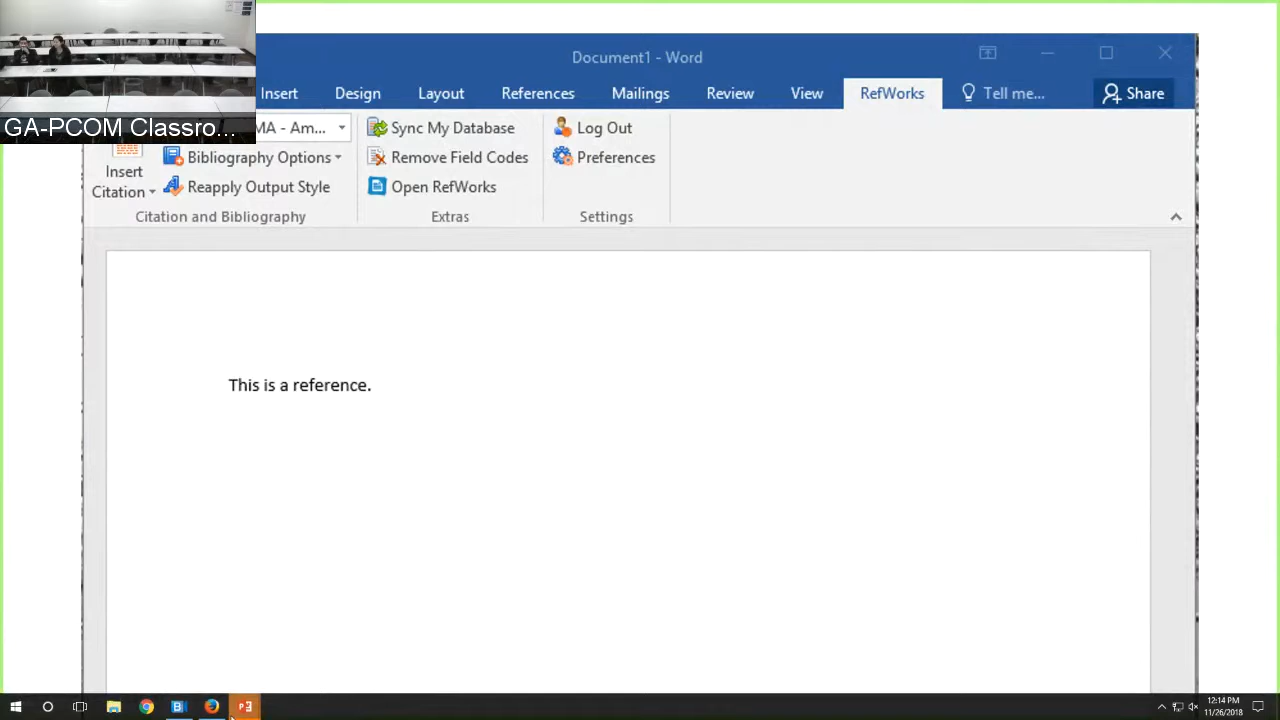 GA-PCOM Classro...
Document1 - Word
Insert Design Layout References Mailings Review View RefWorks Tell me... Share
MA - Am...
Insert
Citation
Bibliography Options
Reapply Output Style
Citation and Bibliography
Sync My Database
Remove Field Codes
Open RefWorks
Extras
Log Out
Preferences
Settings
This is a reference.
12:14 PM
11/26/2018